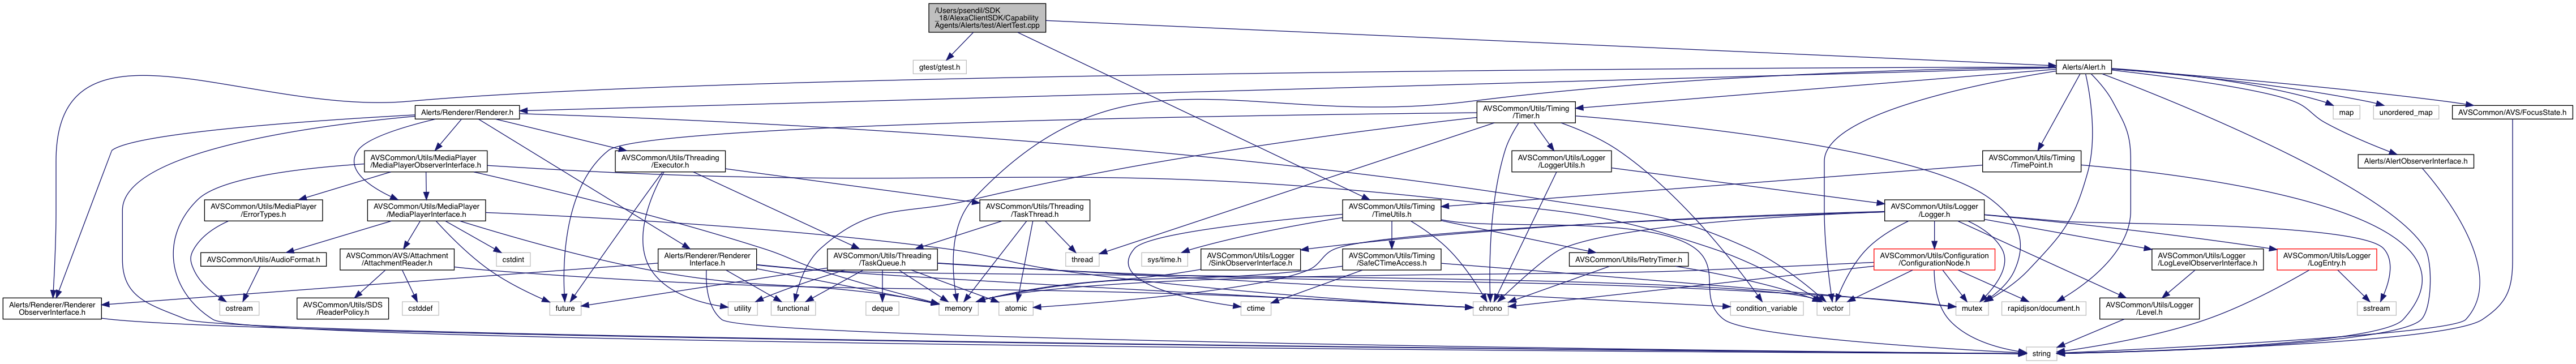 /Users/psendil/SDK
_18/AlexaClientSDK/Capability
Agents/Alerts/test/AlertTest.cpp
gtest/gtest.h
Alerts/Alert.h
Alerts/Renderer/Renderer.h
AVSCommon/Utils/Timing
/Timer.h
map
unordered_map
AVSCommon/AVS/FocusState.h
AVSCommon/Utils/MediaPlayer
/MediaPlayerObserverInterface.h
AVSCommon/Utils/Threading
/Executor.h
AVSCommon/Utils/Logger
/LoggerUtils.h
AVSCommon/Utils/Timing
/TimePoint.h
Alerts/AlertObserverInterface.h
AVSCommon/Utils/MediaPlayer
/ErrorTypes.h
AVSCommon/Utils/MediaPlayer
/MediaPlayerInterface.h
AVSCommon/Utils/Threading
/TaskThread.h
AVSCommon/Utils/Timing
/TimeUtils.h
AVSCommon/Utils/Logger
/Logger.h
AVSCommon/Utils/AudioFormat.h
AVSCommon/AVS/Attachment
/AttachmentReader.h
cstdint
Alerts/Renderer/Renderer
Interface.h
AVSCommon/Utils/Threading
/TaskQueue.h
thread
sys/time.h
AVSCommon/Utils/Logger
/SinkObserverInterface.h
AVSCommon/Utils/Timing
/SafeCTimeAccess.h
AVSCommon/Utils/RetryTimer.h
AVSCommon/Utils/Configuration
/ConfigurationNode.h
AVSCommon/Utils/Logger
/LogLevelObserverInterface.h
AVSCommon/Utils/Logger
/LogEntry.h
Alerts/Renderer/Renderer
ObserverInterface.h
ostream
AVSCommon/Utils/SDS
/ReaderPolicy.h
cstddef
future
utility
functional
deque
memory
atomic
ctime
chrono
condition_variable
vector
mutex
rapidjson/document.h
AVSCommon/Utils/Logger
/Level.h
sstream
string